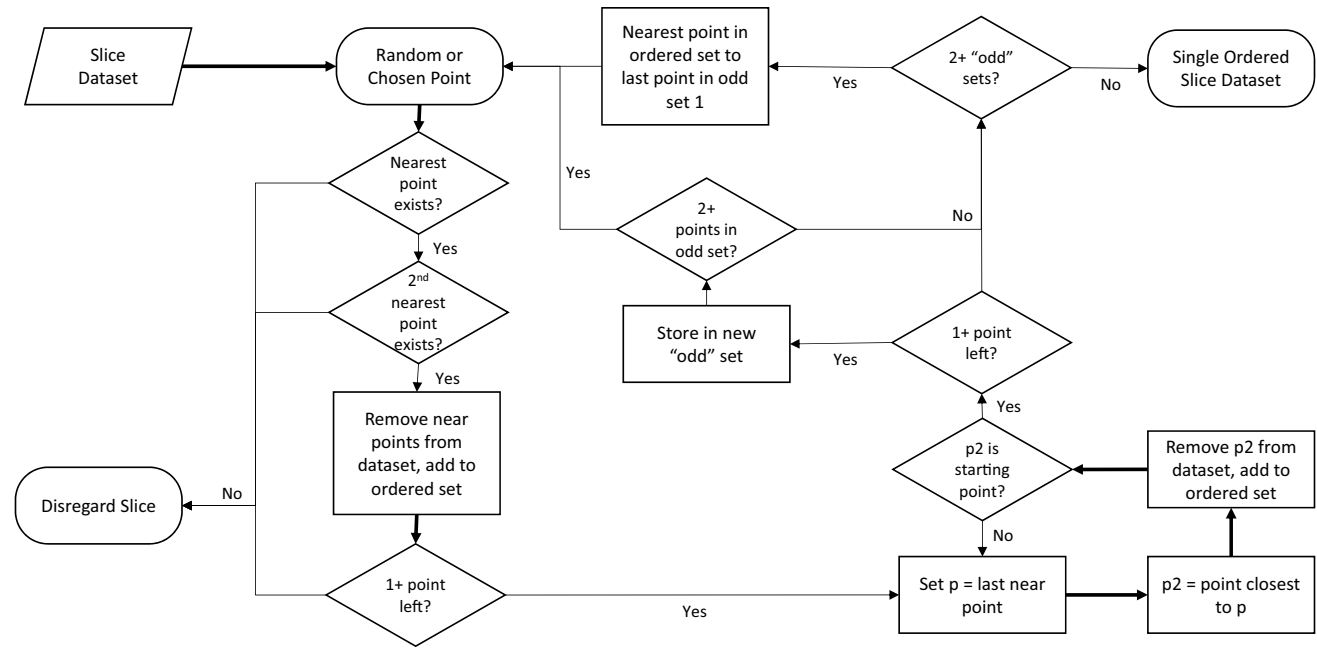 Slice
Dataset
Random or
Chosen Point
Nearest point in
ordered set to
last point in odd
set 1
2+ “odd”
sets?
Single Ordered
Slice Dataset
Yes
No
Nearest
point
exists?
Yes
2+
points in
odd set?
No
Yes
2nd
nearest
point
exists?
Store in new
“odd” set
1+ point
left?
Yes
Yes
Yes
Remove near
points from
dataset, add to
ordered set
p2 is
starting
point?
Remove p2 from
dataset, add to
ordered set
Disregard Slice
No
No
1+ point
left?
Yes
Set p = last near
point
p2 = point closest
to p